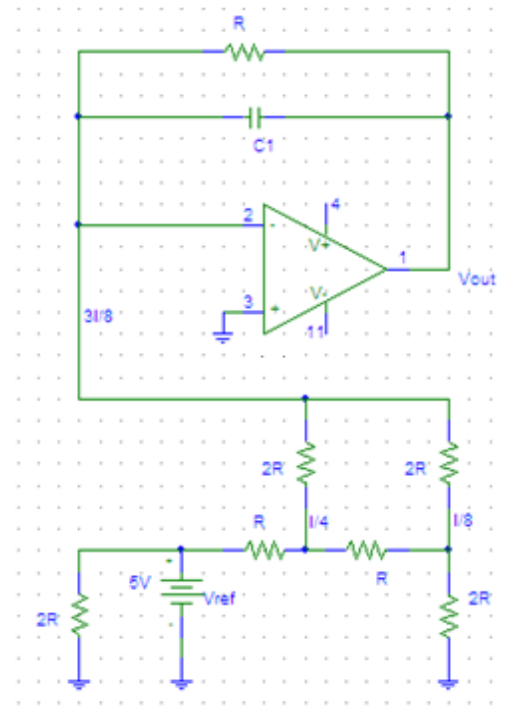 R
C1
4
2
-
V+
1
Vout
3
+
V-
11
3I/8
2R
2R
R
I/4
I/8
+
R
5V
Vref
2R
2R
-